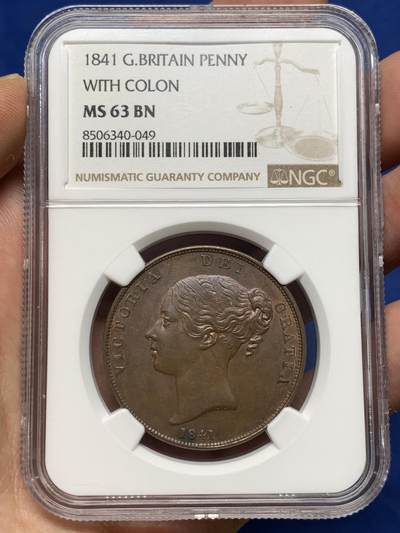 1841 G.BRITAIN PENNY
WITH COLON
MS 63 BN
8506340-049
NUMISMATIC GUARANTY COMPANY NGC
VICTORIA DEI GRATIA
1841